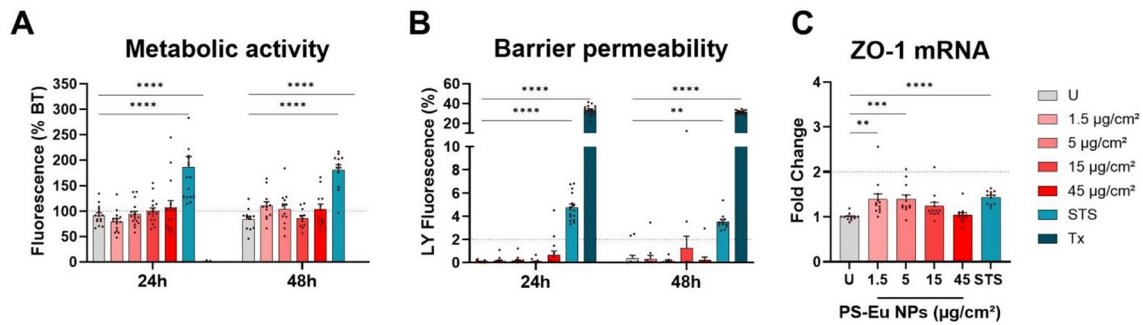 A
Metabolic activity
Fluorescence (% BT)
350
300
250
200
150
100
50
0
****
****
****
****
24h
48h
B
Barrier permeability
LY Fluorescence (%)
60
40
20
10
8
6
4
2
0
****
****
****
**
24h
48h
C
ZO-1 mRNA
Fold Change
4
3
2
1
0
****
***
**
U 1.5 5 15 45 STS
PS-Eu NPs (µg/cm²)
U
1.5 µg/cm²
5 µg/cm²
15 µg/cm²
45 µg/cm²
STS
Tx